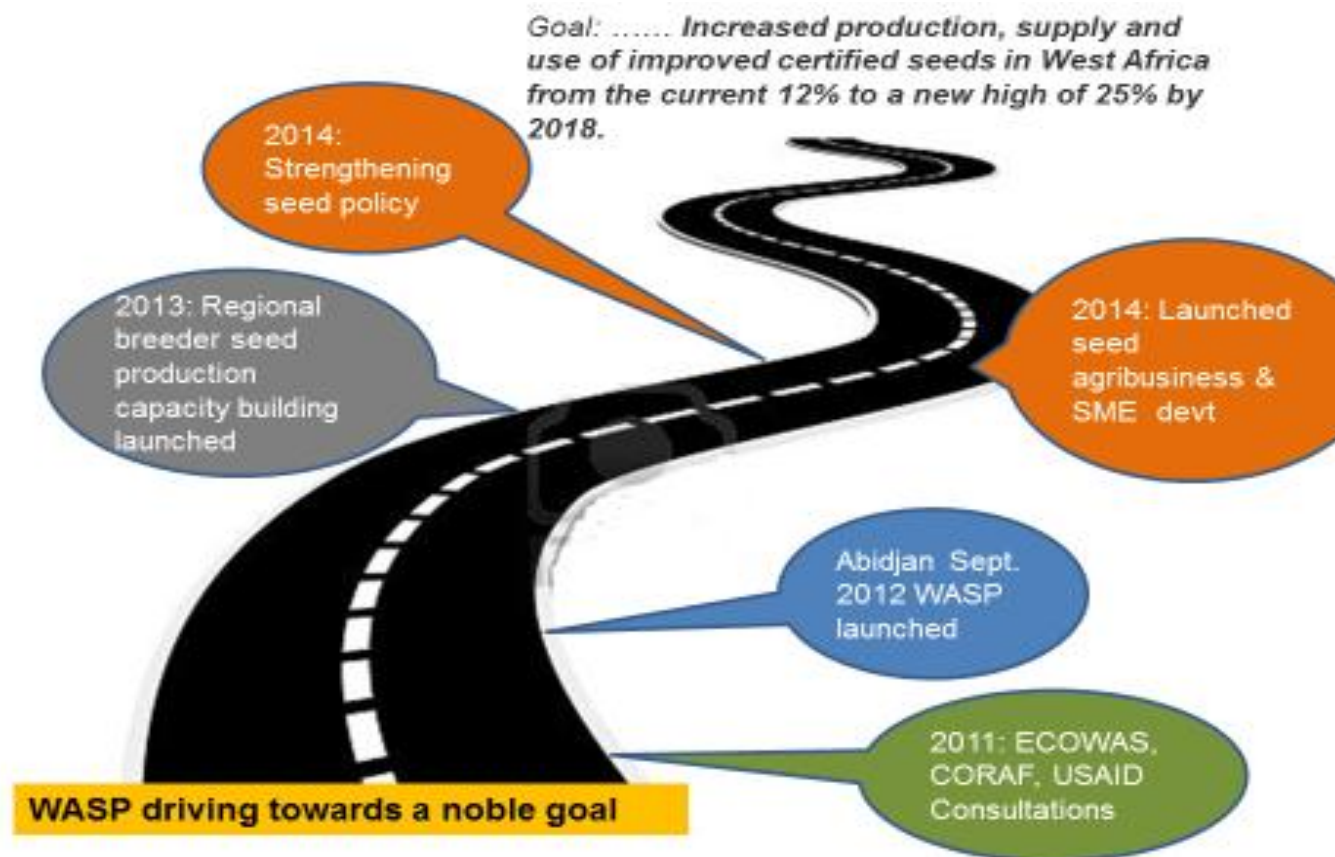 Goal: ...... Increased production, supply and
use of improved certified seeds in West Africa
from the current 12% to a new high of 25% by
2018.
2014:
Strengthening
seed policy
2013: Regional
breeder seed
production
capacity building
launched
2014: Launched
seed
agribusiness &
SME devt
Abidjan Sept.
2012 WASP
launched
2011: ECOWAS,
CORAF, USAID
Consultations
WASP driving towards a noble goal